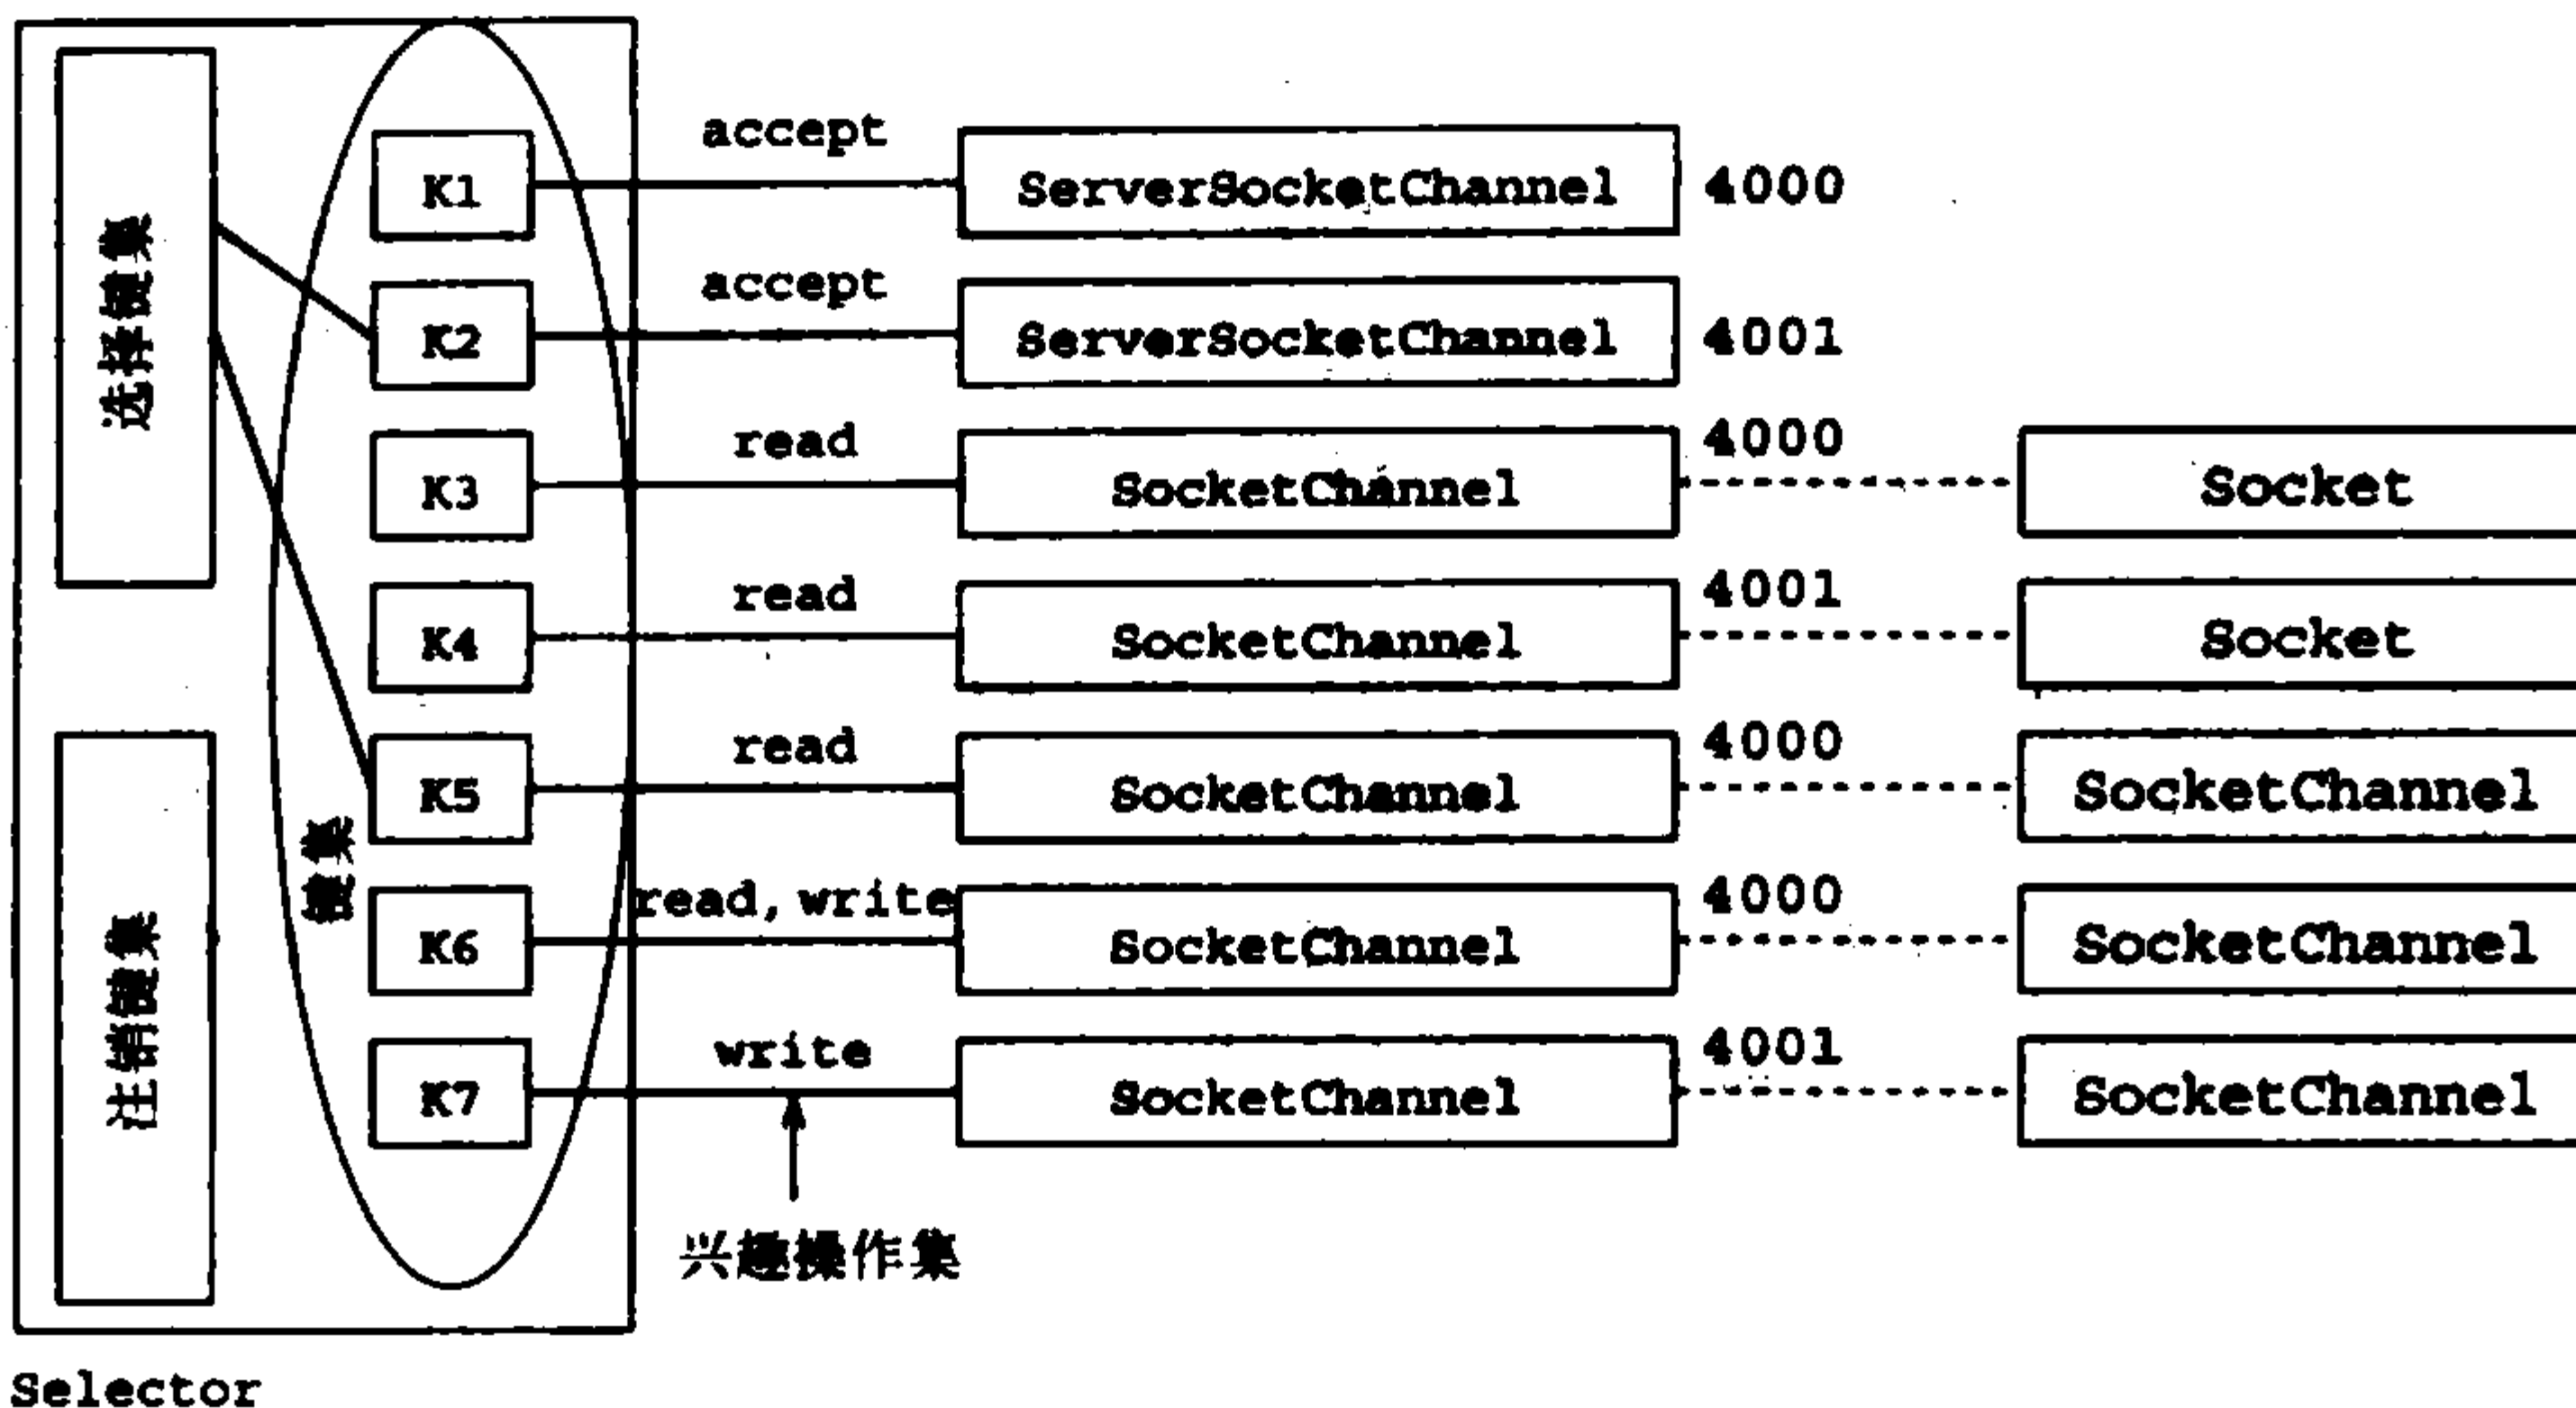 选择键集
注销键集
键集
K1 accept ServerSocketChannel 4000
K2 accept ServerSocketChannel 4001
K3 read SocketChannel 4000 Socket
K4 read SocketChannel 4001 Socket
K5 read SocketChannel 4000 SocketChannel
K6 read,write SocketChannel 4000 SocketChannel
K7 write SocketChannel 4001 SocketChannel
兴趣操作集
Selector